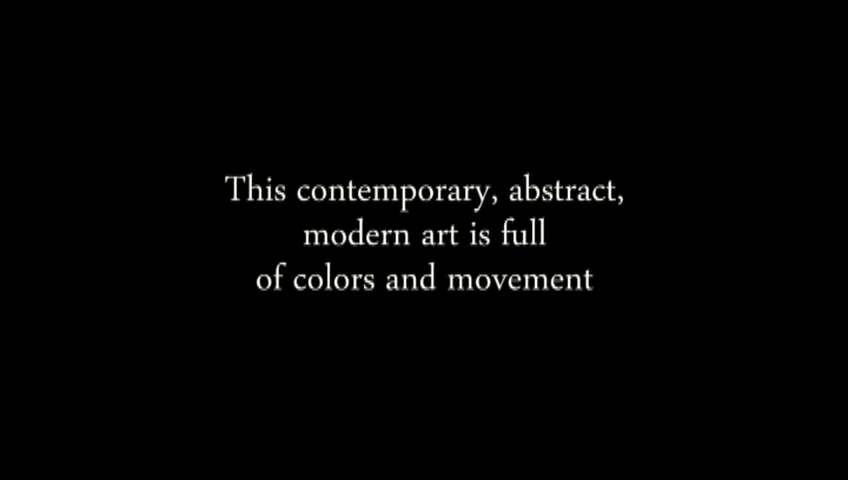 This contemporary, abstract,
modern art is full
of colors and movement